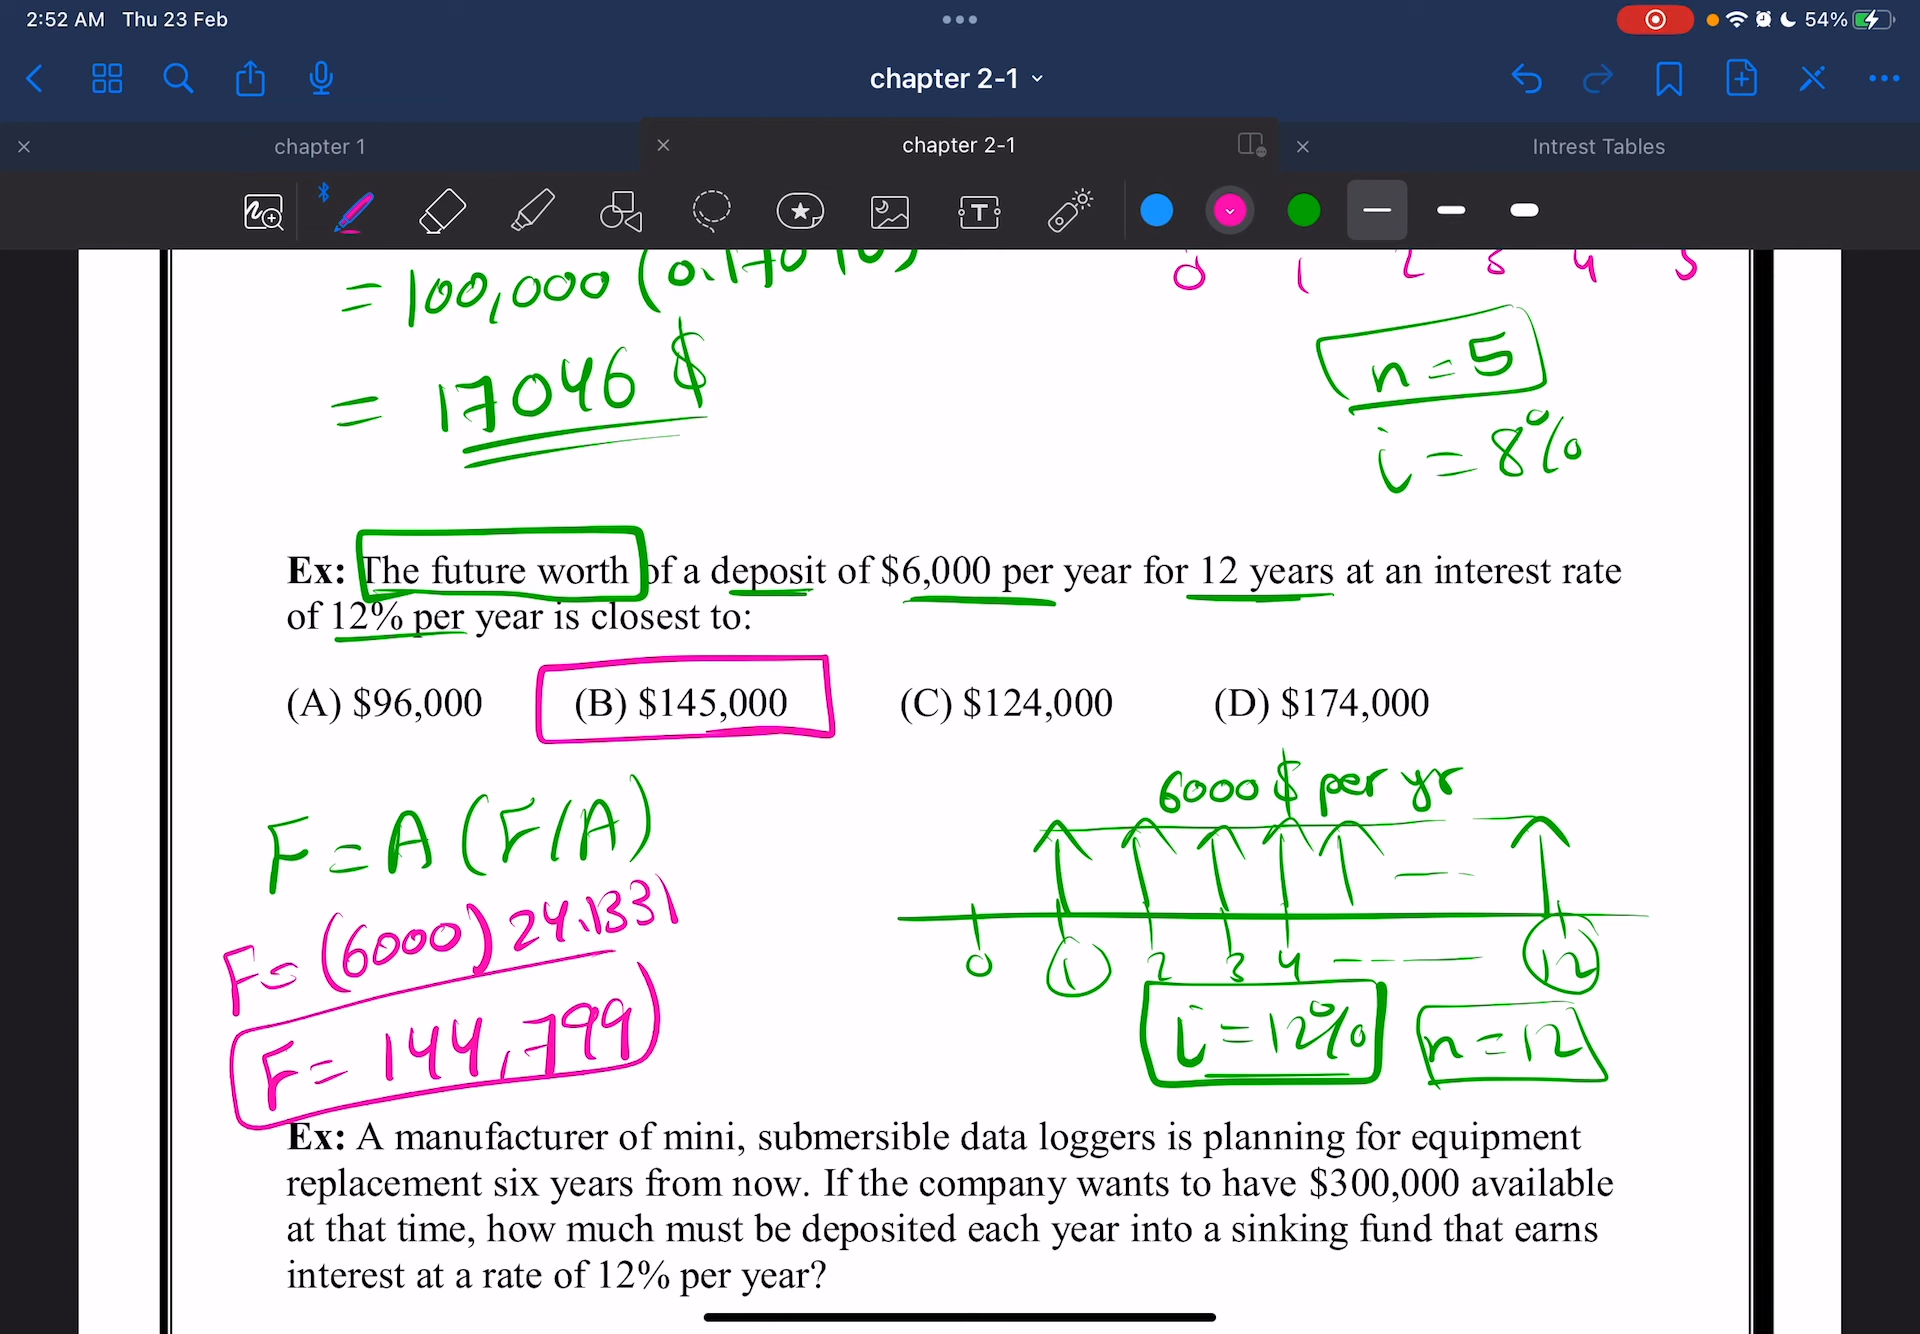 2:52 AM Thu 23 Feb
54%
chapter 2-1
chapter 1
chapter 2-1
Intrest Tables
= 100,000 (
0 1 2 3 4 5
= 17046 $
n = 5
i = 8%
Ex: The future worth of a deposit of $6,000 per year for 12 years at an interest rate
of 12% per year is closest to:
(A) $96,000 (B) $145,000 (C) $124,000 (D) $174,000
6000 $ per yr
F = A (F/A)
F = (6000) 24.1331
0 1 2 3 4 12
F = 144,799
i = 12% n = 12
Ex: A manufacturer of mini, submersible data loggers is planning for equipment
replacement six years from now. If the company wants to have $300,000 available
at that time, how much must be deposited each year into a sinking fund that earns
interest at a rate of 12% per year?